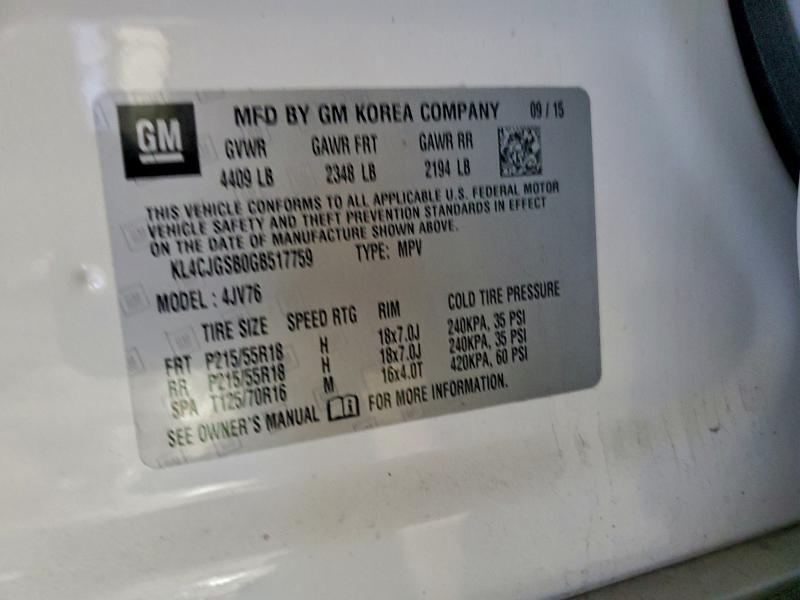 GM
MFD BY GM KOREA COMPANY 09 / 15
GVWR GAWR FRT GAWR RR
4409 LB 2348 LB 2194 LB
THIS VEHICLE CONFORMS TO ALL APPLICABLE U.S. FEDERAL MOTOR
VEHICLE SAFETY AND THEFT PREVENTION STANDARDS IN EFFECT
ON THE DATE OF MANUFACTURE SHOWN ABOVE.
KL4CJGSB0GB517759 TYPE: MPV
MODEL : 4JV76
TIRE SIZE SPEED RTG RIM COLD TIRE PRESSURE
FRT P215/55R18 H 18x7.0J 240KPA, 35 PSI
RR P215/55R18 H 18x7.0J 240KPA, 35 PSI
SPA T125/70R16 M 16x4.0T 420KPA, 60 PSI
SEE OWNER'S MANUAL FOR MORE INFORMATION.